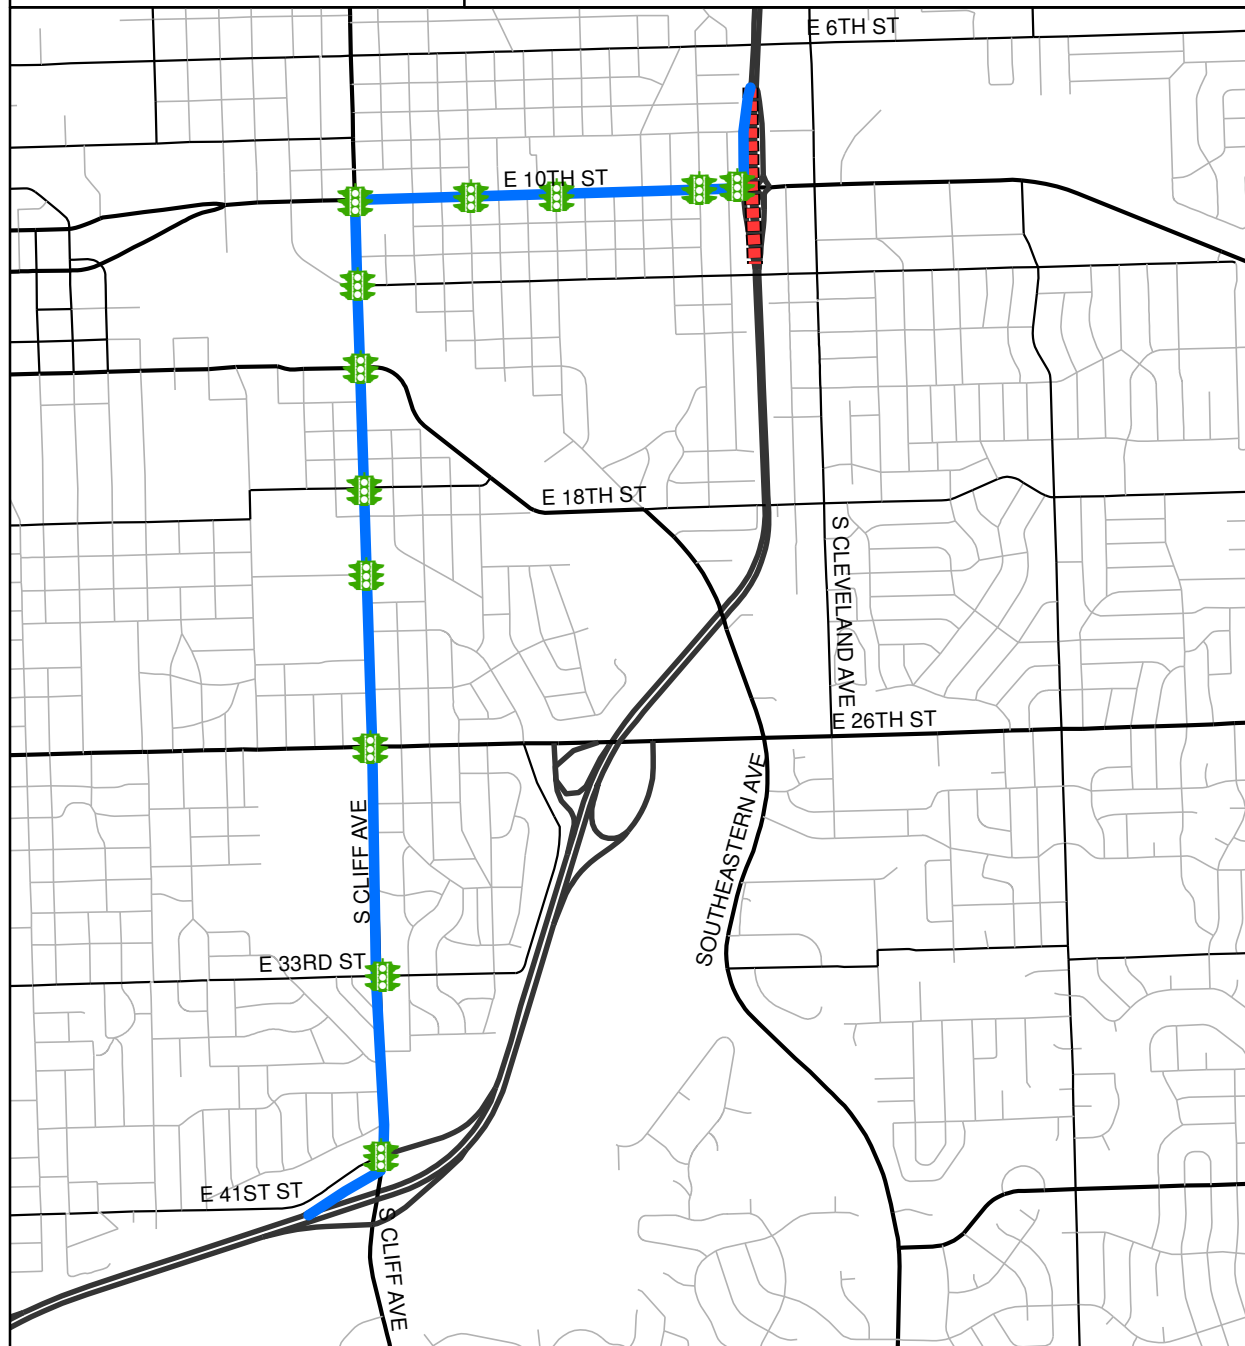 E 6TH ST
E 10TH ST
E 18TH ST
S CLEVELAND AVE
E 26TH ST
SOUTHEASTERN AVE
S CLIFF AVE
E 33RD ST
E 41ST ST
S CLIFF AVE